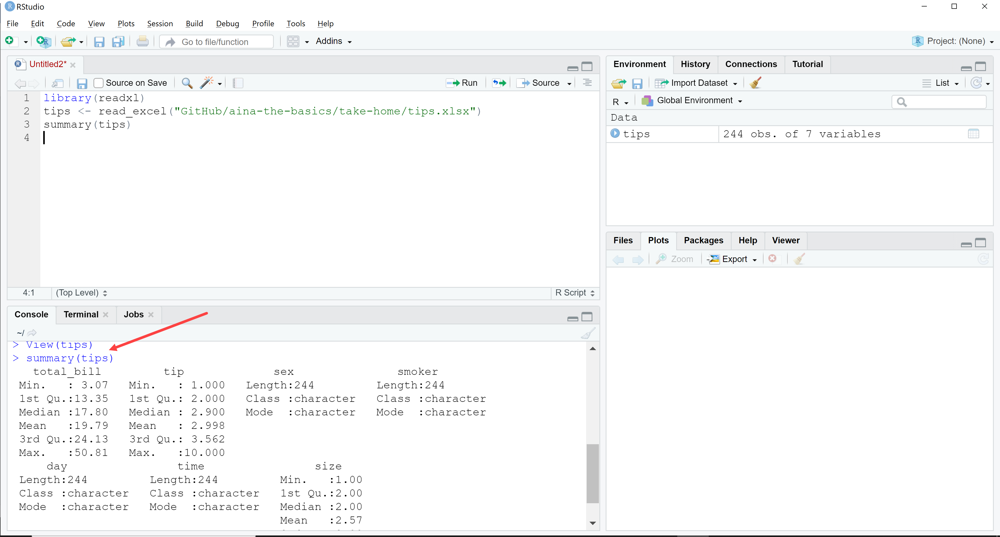 RStudio
File Edit Code View Plots Session Build Debug Profile Tools Help
Go to file/function Addins Project: (None)
Untitled2*
Source on Save Run Source
1 library(readxl)
2 tips <- read_excel("GitHub/aina-the-basics/take-home/tips.xlsx")
3 summary(tips)
4
4:1 (Top Level) R Script
Console Terminal Jobs
~/
> View(tips)
> summary(tips)
total_bill tip sex smoker
Min. : 3.07 Min. : 1.000 Length:244 Length:244
1st Qu.:13.35 1st Qu.: 2.000 Class :character Class :character
Median :17.80 Median : 2.900 Mode :character Mode :character
Mean :19.79 Mean : 2.998
3rd Qu.:24.13 3rd Qu.: 3.562
Max. :50.81 Max. :10.000
day time size
Length:244 Length:244 Min. :1.00
Class :character Class :character 1st Qu.:2.00
Mode :character Mode :character Median :2.00
Mean :2.57
Environment History Connections Tutorial
Import Dataset List
R Global Environment
Data
tips 244 obs. of 7 variables
Files Plots Packages Help Viewer
Zoom Export